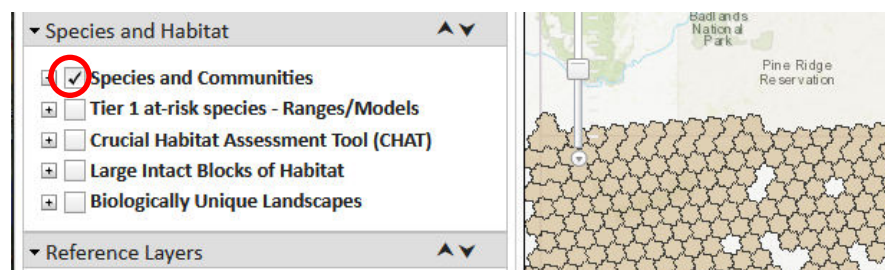 Species and Habitat
Species and Communities
Tier 1 at-risk species - Ranges/Models
Crucial Habitat Assessment Tool (CHAT)
Large Intact Blocks of Habitat
Biologically Unique Landscapes
Reference Layers
Badlands
National
Park
Pine Ridge
Reservation